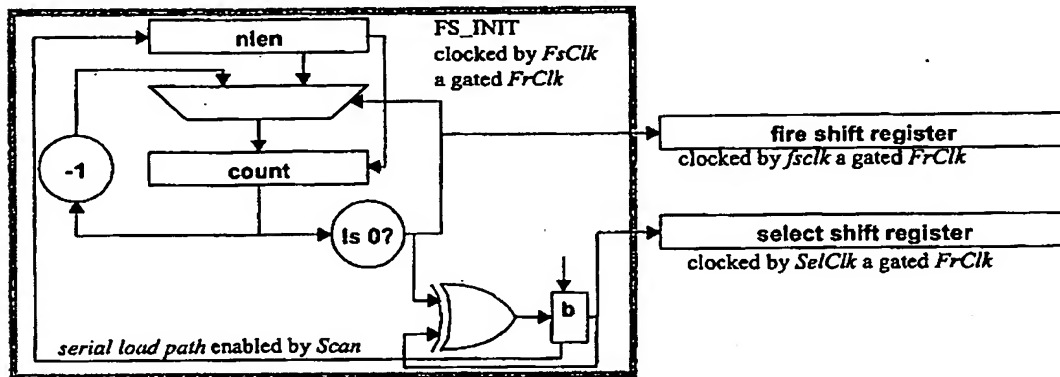 nlen
FS_INIT
clocked by FsClk
a gated FrClk
-1
count
Is 0?
b
serial load path enabled by Scan
fire shift register
clocked by fsclk a gated FrClk
select shift register
clocked by SelClk a gated FrClk